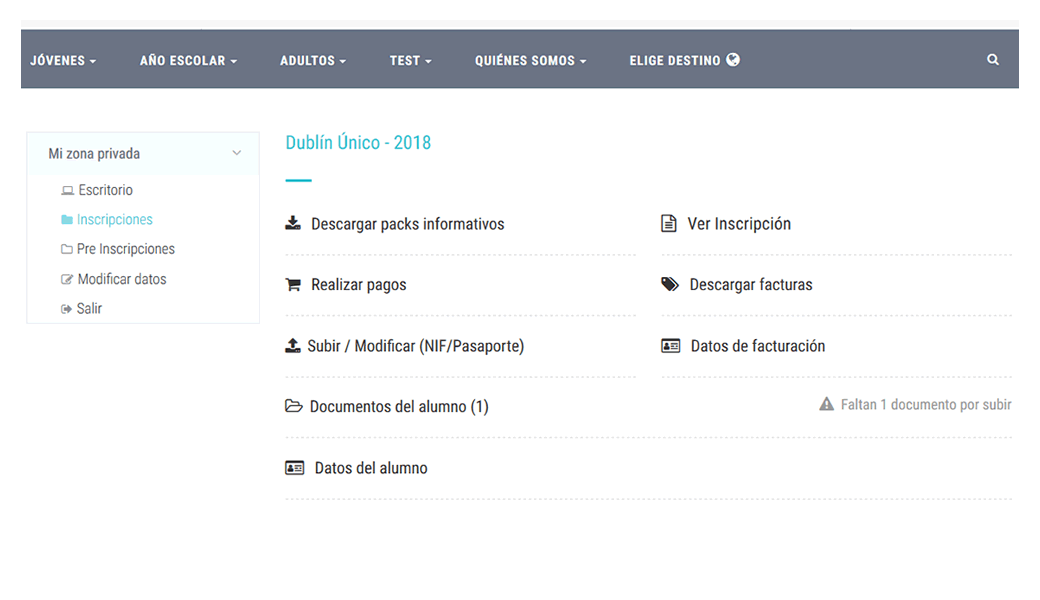 JÓVENES AÑO ESCOLAR ADULTOS TEST QUIÉNES SOMOS ELIGE DESTINO
Mi zona privada
Escritorio
Inscripciones
Pre Inscripciones
Modificar datos
Salir
Dublín Único - 2018
Descargar packs informativos
Ver Inscripción
Realizar pagos
Descargar facturas
Subir / Modificar (NIF/Pasaporte)
Datos de facturación
Documentos del alumno (1)
Faltan 1 documento por subir
Datos del alumno